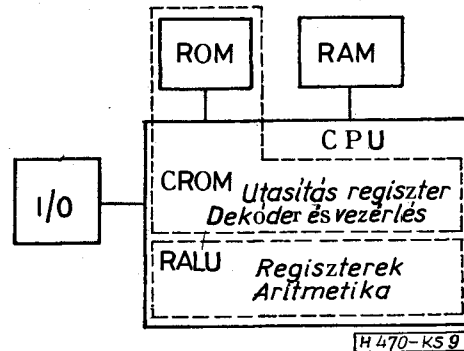 ROM
RAM
CPU
I/O
CROM
Utasítás regiszter
Dekóder és vezérlés
RALU
Regiszterek
Aritmetika
H 470-KS 9